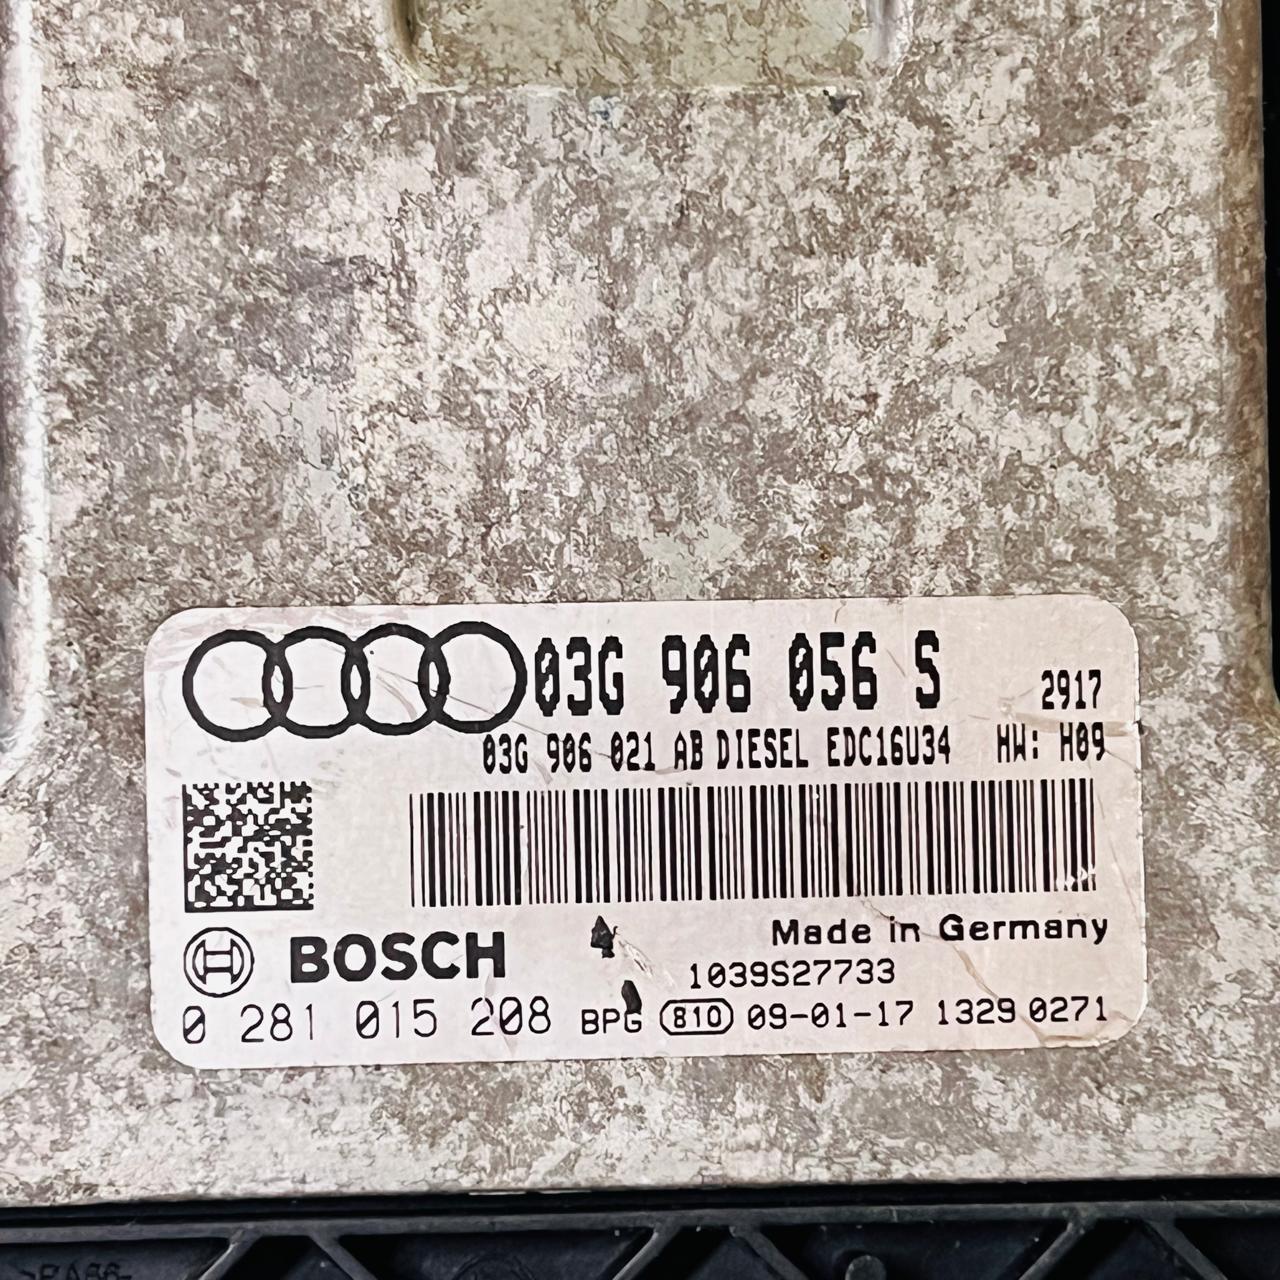 03G 906 056 S
2917
03G 906 021 AB DIESEL EDC16U34 HW: H09
BOSCH
Made in Germany
1039S27733
0 281 015 208 BPG 810 09-01-17 1329 0271